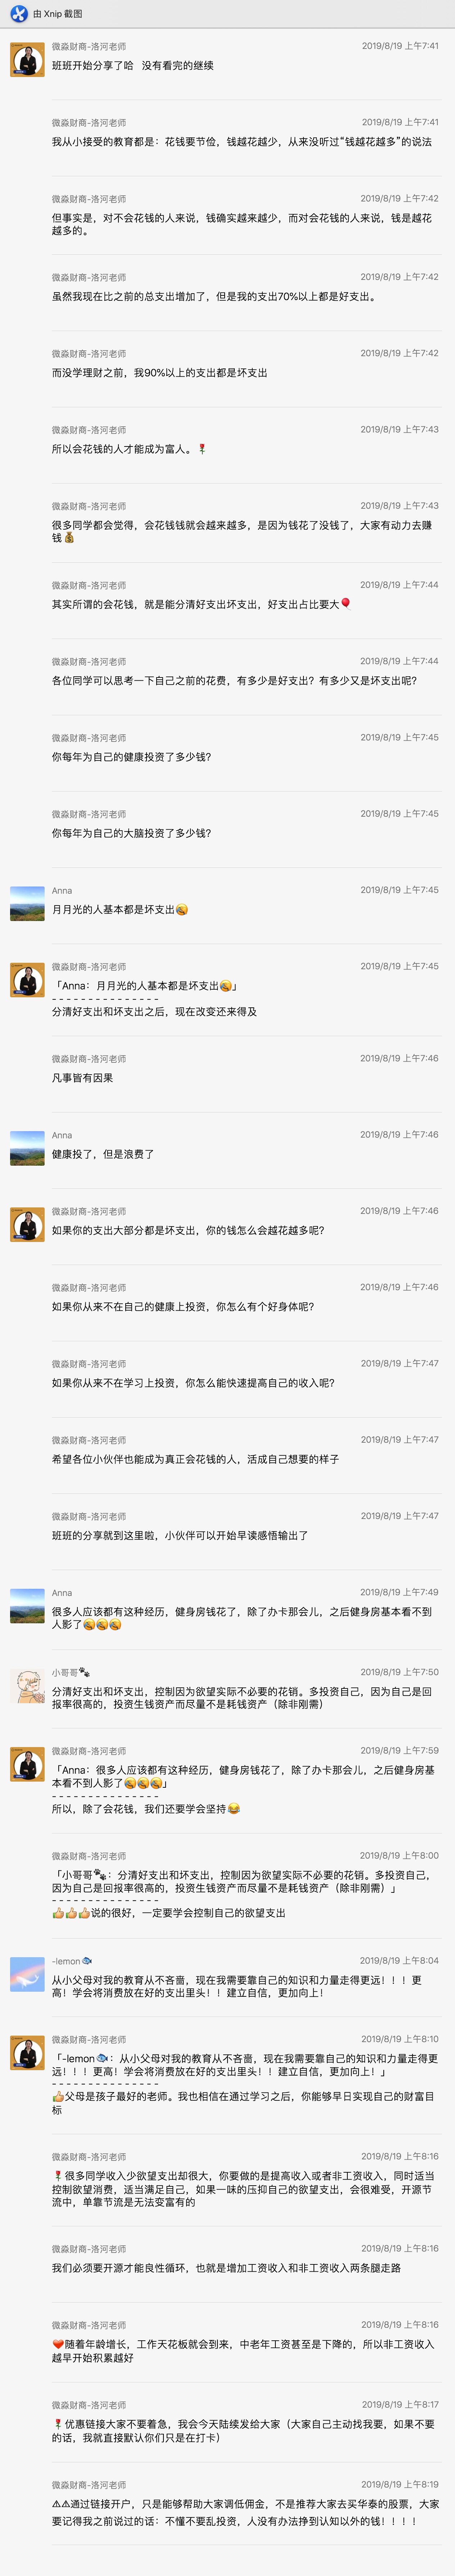 由 Xnip 截图
微淼财商-洛河老师 2019/8/19 上午7:41
班班开始分享了哈 没有看完的继续
微淼财商-洛河老师 2019/8/19 上午7:41
我从小接受的教育都是：花钱要节俭，钱越花越少，从来没听过“钱越花越多”的说法
微淼财商-洛河老师 2019/8/19 上午7:42
但事实是，对不会花钱的人来说，钱确实越来越少，而对会花钱的人来说，钱是越花
越多的。
微淼财商-洛河老师 2019/8/19 上午7:42
虽然我现在比之前的总支出增加了，但是我的支出70%以上都是好支出。
微淼财商-洛河老师 2019/8/19 上午7:42
而没学理财之前，我90%以上的支出都是坏支出
微淼财商-洛河老师 2019/8/19 上午7:43
所以会花钱的人才能成为富人。🌹
微淼财商-洛河老师 2019/8/19 上午7:43
很多同学都会觉得，会花钱钱就会越来越多，是因为钱花了没钱了，大家有动力去赚
钱💰
微淼财商-洛河老师 2019/8/19 上午7:44
其实所谓的会花钱，就是能分清好支出坏支出，好支出占比要大🎈
微淼财商-洛河老师 2019/8/19 上午7:44
各位同学可以思考一下自己之前的花费，有多少是好支出？有多少又是坏支出呢？
微淼财商-洛河老师 2019/8/19 上午7:45
你每年为自己的健康投资了多少钱？
微淼财商-洛河老师 2019/8/19 上午7:45
你每年为自己的大脑投资了多少钱？
Anna 2019/8/19 上午7:45
月月光的人基本都是坏支出🤣
微淼财商-洛河老师 2019/8/19 上午7:45
「Anna：月月光的人基本都是坏支出🤣」
- - - - - - - - - - - - - - -
分清好支出和坏支出之后，现在改变还来得及
微淼财商-洛河老师 2019/8/19 上午7:46
凡事皆有因果
Anna 2019/8/19 上午7:46
健康投了，但是浪费了
微淼财商-洛河老师 2019/8/19 上午7:46
如果你的支出大部分都是坏支出，你的钱怎么会越花越多呢？
微淼财商-洛河老师 2019/8/19 上午7:46
如果你从来不在自己的健康上投资，你怎么有个好身体呢？
微淼财商-洛河老师 2019/8/19 上午7:47
如果你从来不在学习上投资，你怎么能快速提高自己的收入呢？
微淼财商-洛河老师 2019/8/19 上午7:47
希望各位小伙伴也能成为真正会花钱的人，活成自己想要的样子
微淼财商-洛河老师 2019/8/19 上午7:47
班班的分享就到这里啦，小伙伴可以开始早读感悟输出了
Anna 2019/8/19 上午7:49
很多人应该都有这种经历，健身房钱花了，除了办卡那会儿，之后健身房基本看不到
人影了🤣🤣🤣
小哥哥🐾 2019/8/19 上午7:50
分清好支出和坏支出，控制因为欲望实际不必要的花销。多投资自己，因为自己是回
报率很高的，投资生钱资产而尽量不是耗钱资产（除非刚需）
微淼财商-洛河老师 2019/8/19 上午7:59
「Anna：很多人应该都有这种经历，健身房钱花了，除了办卡那会儿，之后健身房基
本看不到人影了🤣🤣🤣」
- - - - - - - - - - - - - - -
所以，除了会花钱，我们还要学会坚持😂
微淼财商-洛河老师 2019/8/19 上午8:00
「小哥哥🐾：分清好支出和坏支出，控制因为欲望实际不必要的花销。多投资自己，
因为自己是回报率很高的，投资生钱资产而尽量不是耗钱资产（除非刚需）」
- - - - - - - - - - - - - - -
👍👍👍说的很好，一定要学会控制自己的欲望支出
-lemon🐟 2019/8/19 上午8:04
从小父母对我的教育从不吝啬，现在我需要靠自己的知识和力量走得更远！！！更
高！学会将消费放在好的支出里头！！建立自信，更加向上！
微淼财商-洛河老师 2019/8/19 上午8:10
「-lemon🐟：从小父母对我的教育从不吝啬，现在我需要靠自己的知识和力量走得更
远！！！更高！学会将消费放在好的支出里头！！建立自信，更加向上！」
- - - - - - - - - - - - - - -
👍父母是孩子最好的老师。我也相信在通过学习之后，你能够早日实现自己的财富目
标
微淼财商-洛河老师 2019/8/19 上午8:16
🌹很多同学收入少欲望支出却很大，你要做的是提高收入或者非工资收入，同时适当
控制欲望消费，适当满足自己，如果一味的压抑自己的欲望支出，会很难受，开源节
流中，单靠节流是无法变富有的
微淼财商-洛河老师 2019/8/19 上午8:16
我们必须要开源才能良性循环，也就是增加工资收入和非工资收入两条腿走路
微淼财商-洛河老师 2019/8/19 上午8:16
❤️随着年龄增长，工作天花板就会到来，中老年工资甚至是下降的，所以非工资收入
越早开始积累越好
微淼财商-洛河老师 2019/8/19 上午8:17
🌹优惠链接大家不要着急，我会今天陆续发给大家（大家自己主动找我要，如果不要
的话，我就直接默认你们只是在打卡）
微淼财商-洛河老师 2019/8/19 上午8:19
⚠⚠通过链接开户，只是能够帮助大家调低佣金，不是推荐大家去买华泰的股票，大家
要记得我之前说过的话：不懂不要乱投资，人没有办法挣到认知以外的钱！！！！